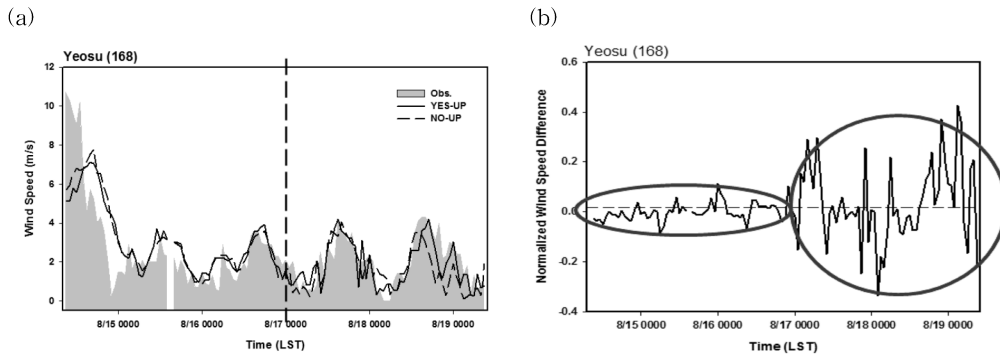 (a)
Yeosu (168)
12
10
8
6
4
2
0
Wind Speed (m/s)
Obs.
YES-UP
NO-UP
8/15 0000
8/16 0000
8/17 0000
8/18 0000
8/19 0000
Time (LST)
(b)
Yeosu (168)
0.6
0.4
0.2
0.0
-0.2
-0.4
Normalized Wind Speed Difference
8/15 0000
8/16 0000
8/17 0000
8/18 0000
8/19 0000
Time (LST)